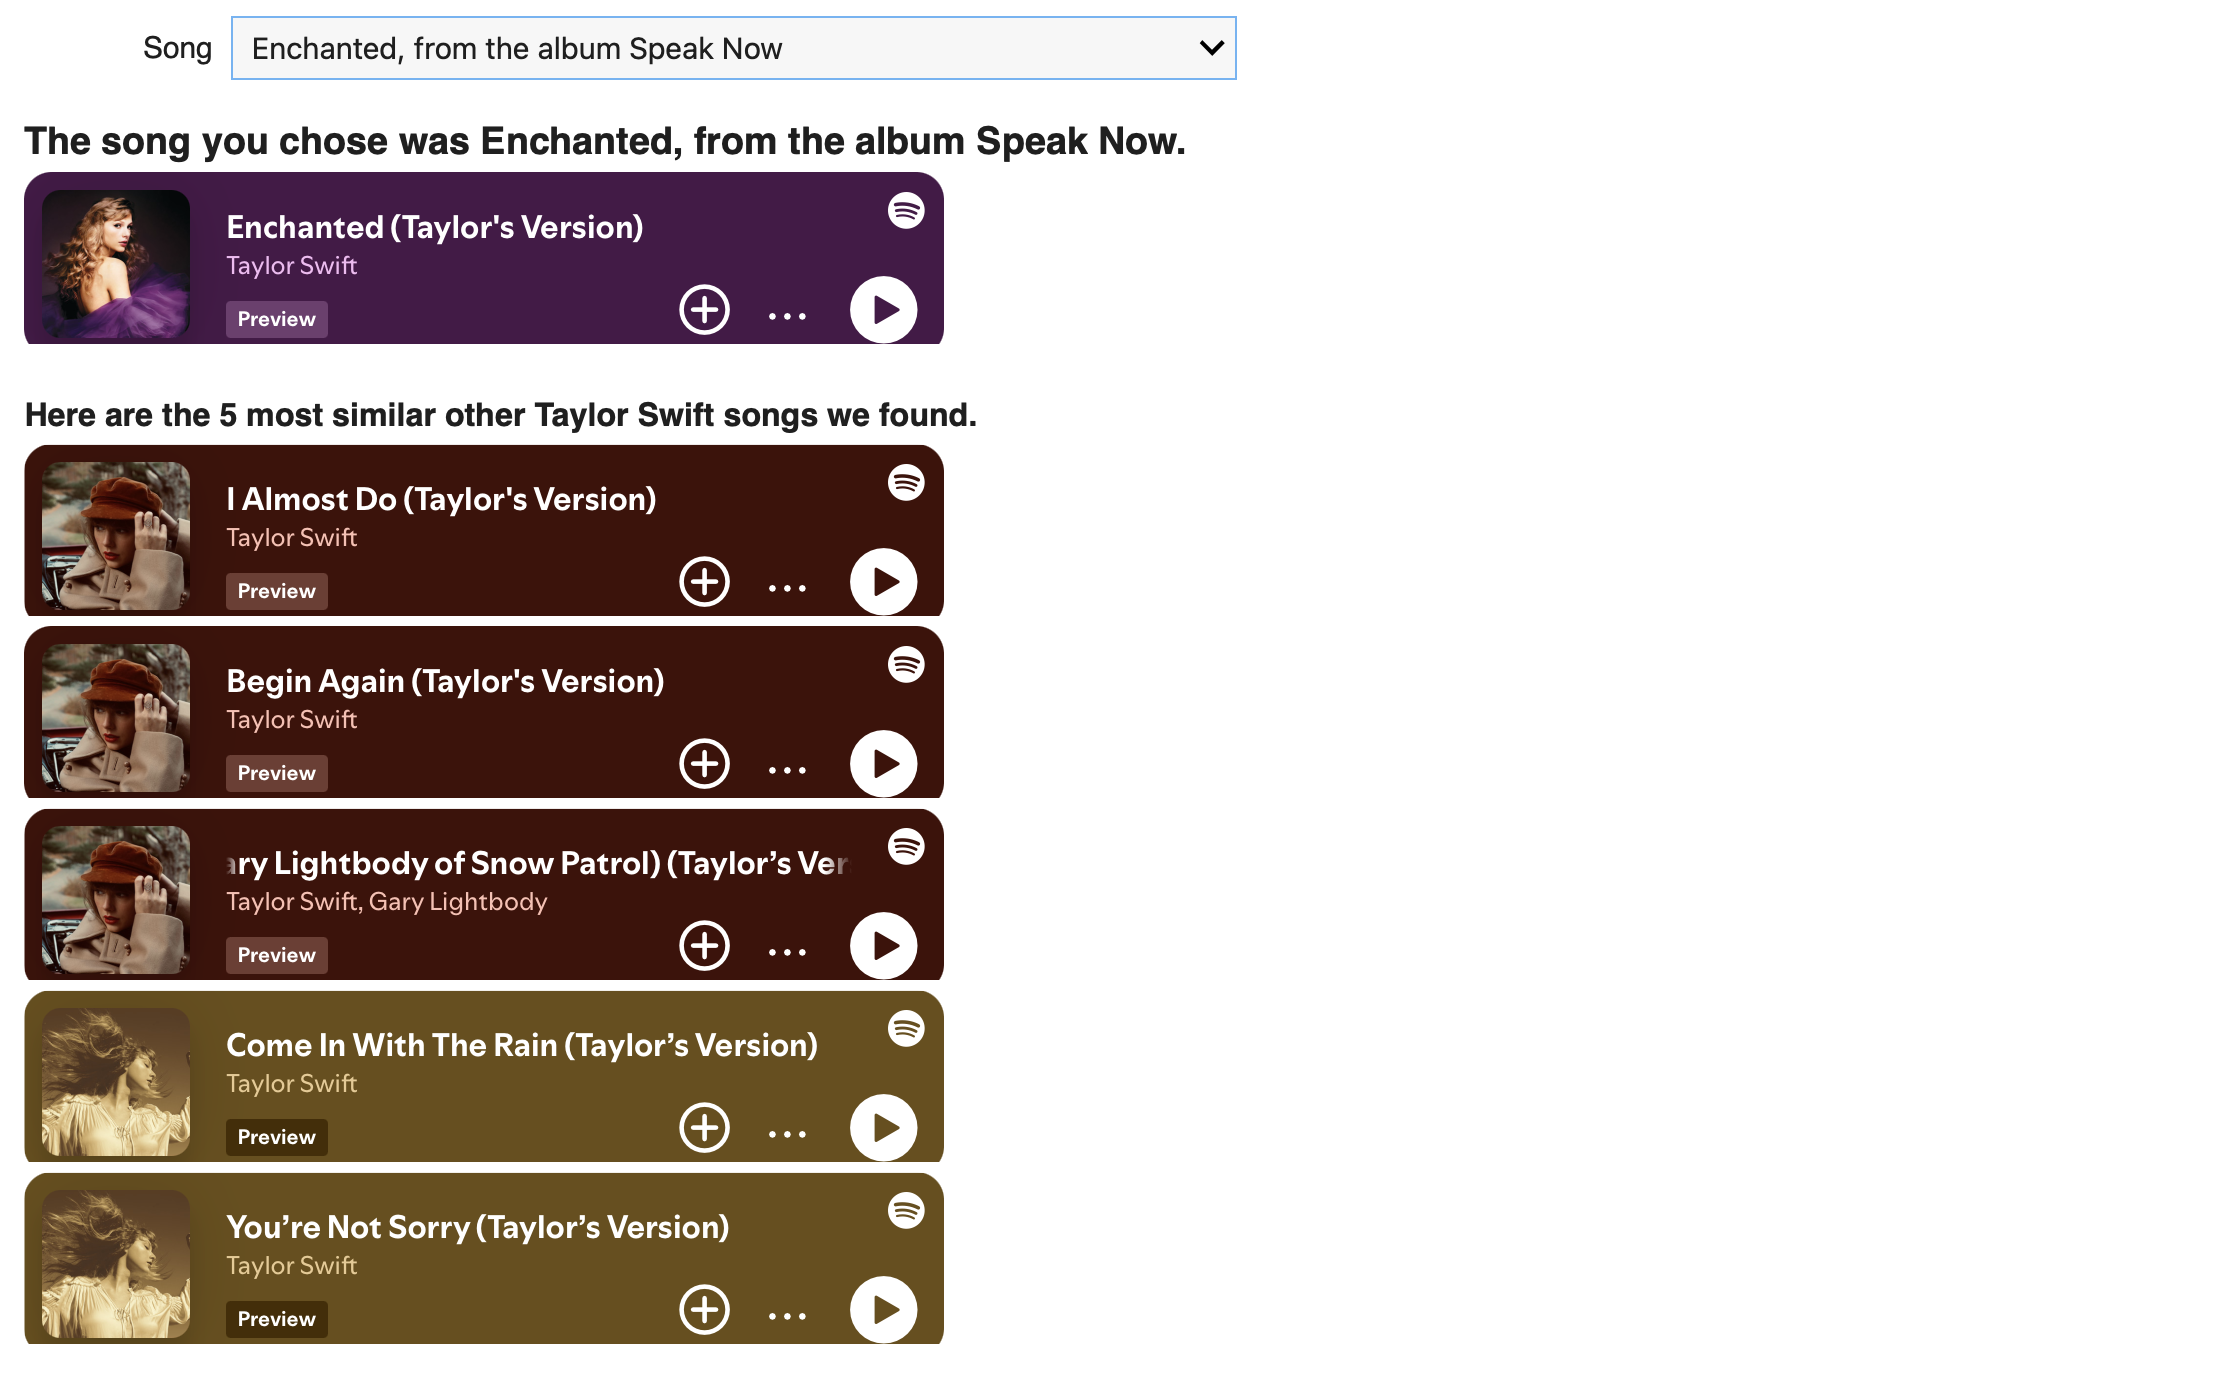 Song Enchanted, from the album Speak Now
The song you chose was Enchanted, from the album Speak Now.
Enchanted (Taylor's Version)
Taylor Swift
Preview
Here are the 5 most similar other Taylor Swift songs we found.
I Almost Do (Taylor's Version)
Taylor Swift
Preview
Begin Again (Taylor's Version)
Taylor Swift
Preview
ary Lightbody of Snow Patrol) (Taylor’s Ver
Taylor Swift, Gary Lightbody
Preview
Come In With The Rain (Taylor’s Version)
Taylor Swift
Preview
You’re Not Sorry (Taylor’s Version)
Taylor Swift
Preview